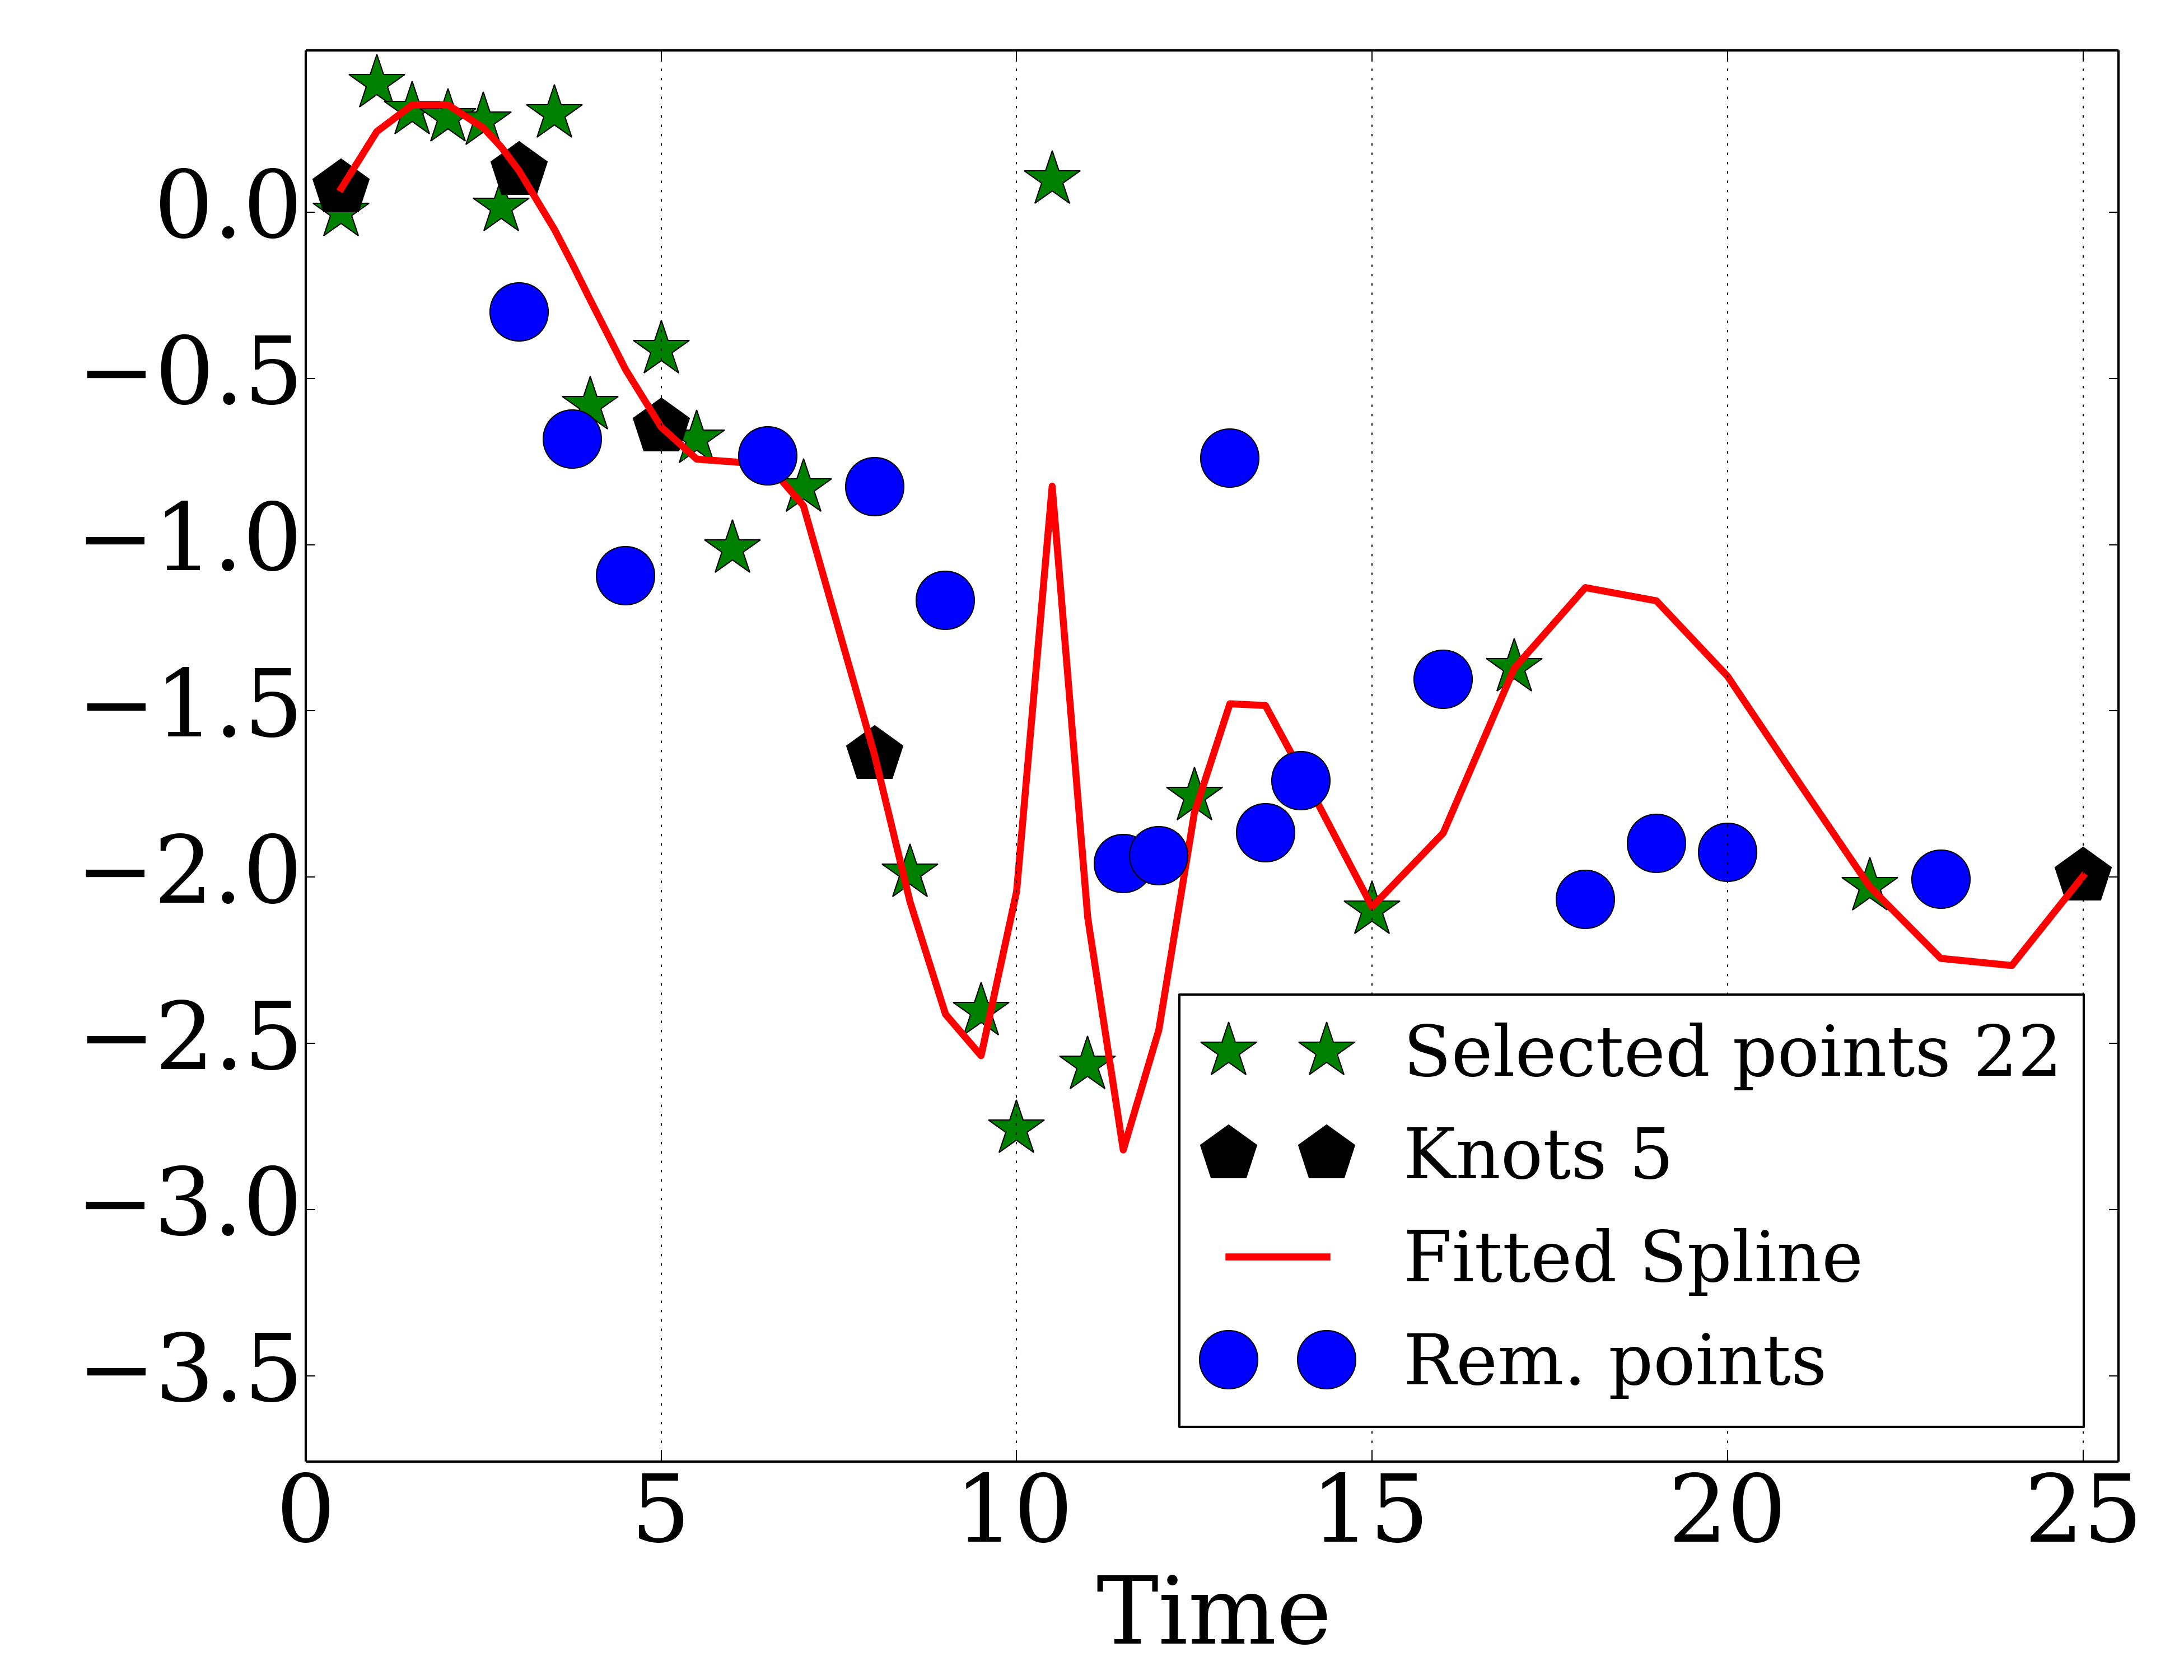 0.0
−0.5
−1.0
−1.5
−2.0
−2.5
−3.0
−3.5
Selected points 22
Knots 5
Fitted Spline
Rem. points
0 5 10 15 20 25
Time